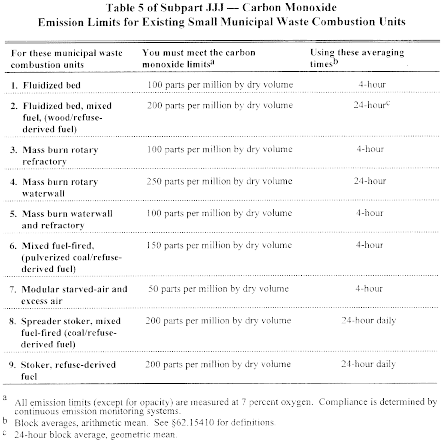 Table 5 of Subpart JJJ — Carbon Monoxide
Emission Limits for Existing Small Municipal Waste Combustion Units
For these municipal waste combustion units You must meet the carbon monoxide limitsa Using these averaging timesb
1. Fluidized bed 100 parts per million by dry volume 4-hour
2. Fluidized bed, mixed 200 parts per million by dry volume 24-hourc
fuel, (wood/refuse-
derived fuel)
3. Mass burn rotary 100 parts per million by dry volume 4-hour
refractory
4. Mass burn rotary 250 parts per million by dry volume 24-hour
waterwall
5. Mass burn waterwall 100 parts per million by dry volume 4-hour
and refractory
6. Mixed fuel-fired, 150 parts per million by dry volume 4-hour
(pulverized coal/refuse-
derived fuel)
7. Modular starved-air and 50 parts per million by dry volume 4-hour
excess air
8. Spreader stoker, mixed 200 parts per million by dry volume 24-hour daily
fuel-fired (coal/refuse-
derived fuel)
9. Stoker, refuse-derived 200 parts per million by dry volume 24-hour daily
fuel
a All emission limits (except for opacity) are measured at 7 percent oxygen. Compliance is determined by
continuous emission monitoring systems.
b Block averages, arithmetic mean. See §62.15410 for definitions.
c 24-hour block average, geometric mean.